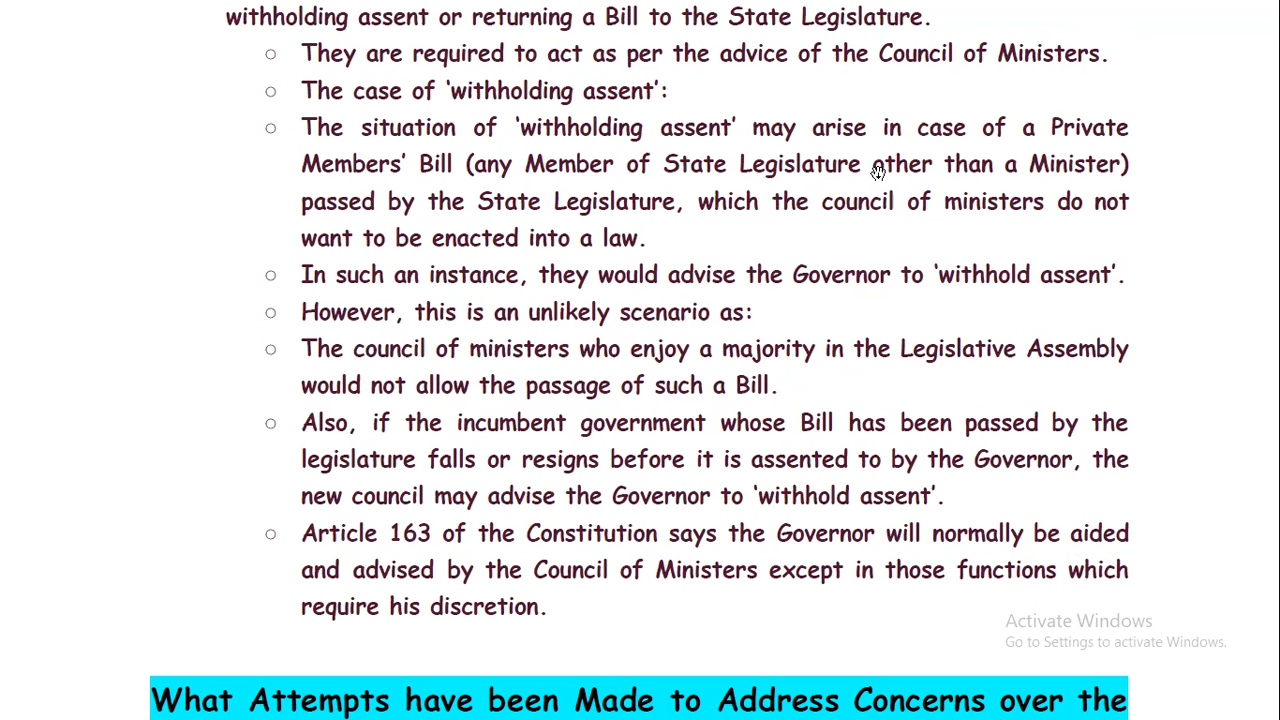 withholding assent or returning a Bill to the State Legislature.
○ They are required to act as per the advice of the Council of Ministers.
○ The case of ‘withholding assent’:
○ The situation of ‘withholding assent’ may arise in case of a Private
Members’ Bill (any Member of State Legislature other than a Minister)
passed by the State Legislature, which the council of ministers do not
want to be enacted into a law.
○ In such an instance, they would advise the Governor to ‘withhold assent’.
○ However, this is an unlikely scenario as:
○ The council of ministers who enjoy a majority in the Legislative Assembly
would not allow the passage of such a Bill.
○ Also, if the incumbent government whose Bill has been passed by the
legislature falls or resigns before it is assented to by the Governor, the
new council may advise the Governor to ‘withhold assent’.
○ Article 163 of the Constitution says the Governor will normally be aided
and advised by the Council of Ministers except in those functions which
require his discretion.
Activate Windows
Go to Settings to activate Windows.
What Attempts have been Made to Address Concerns over the